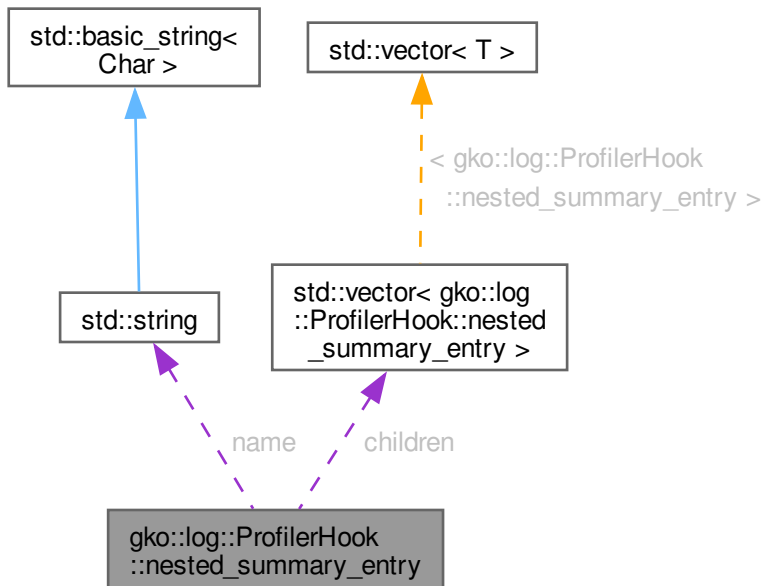 std::basic_string<
Char >
std::vector< T >
< gko::log::ProfilerHook
::nested_summary_entry >
std::string
std::vector< gko::log
::ProfilerHook::nested
_summary_entry >
name
children
gko::log::ProfilerHook
::nested_summary_entry